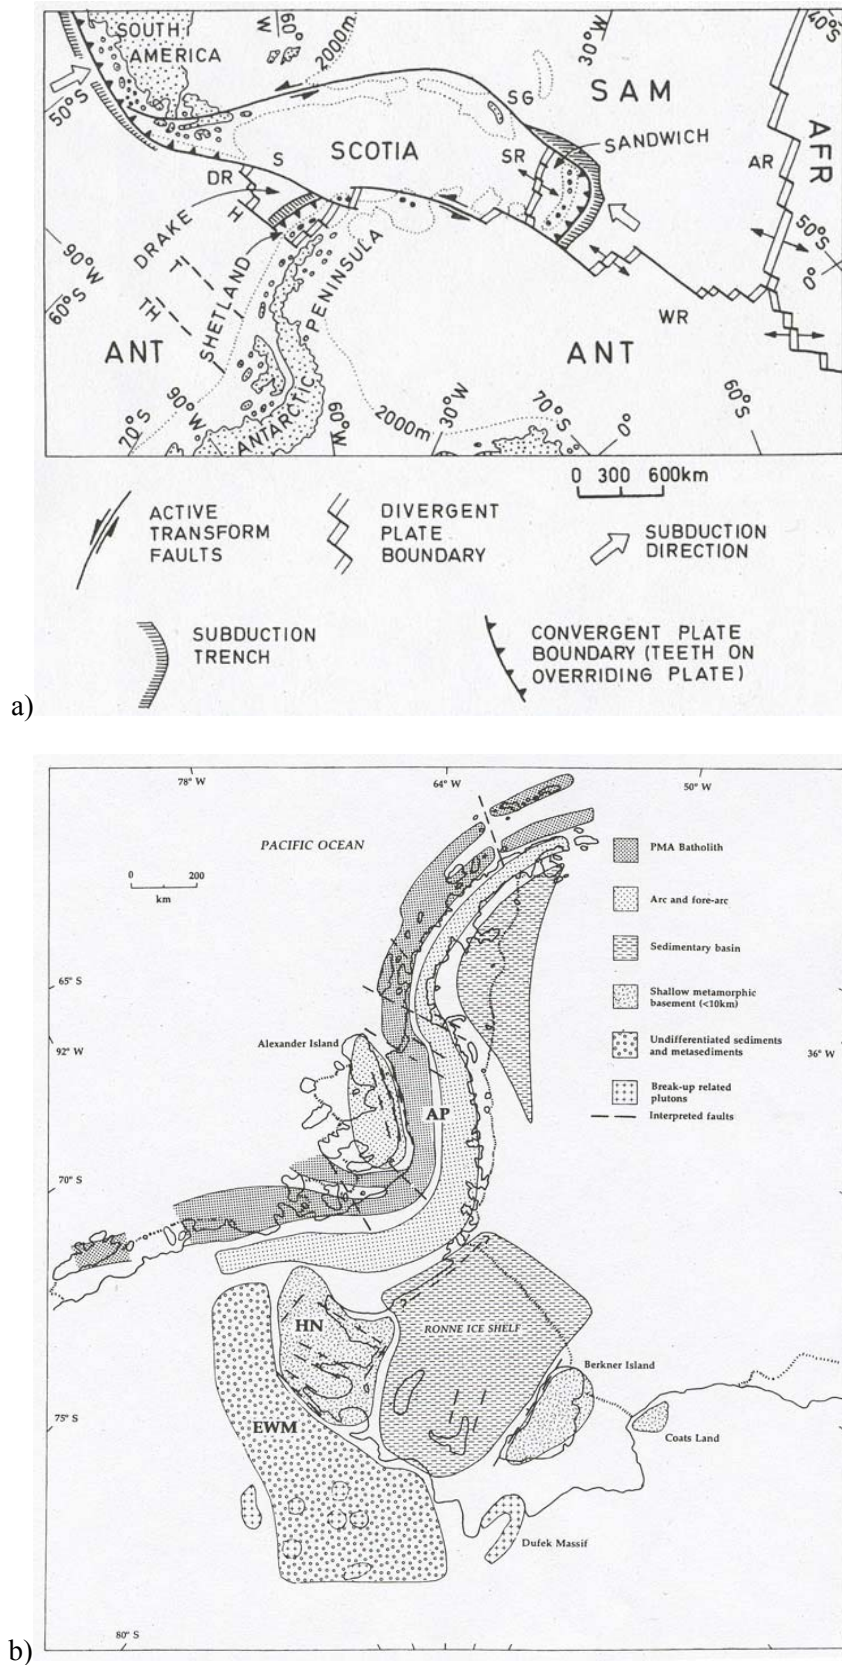 SOUTH
AMERICA
60°
W
2000m
30°W
40°S
50°S
SG
SAM
AFR
SANDWICH
S
SCOTIA
SR
AR
DR
H
DRAKE
50°S
0°
90°W
60°S
T
TH
SHETLAND
PENINSULA
WR
ANT
ANT
ANTARCTIC
70°S
90°W
60°W
2000m
30°W
70°S
0°
60°S
0 300 600km
ACTIVE
TRANSFORM
FAULTS
DIVERGENT
PLATE
BOUNDARY
SUBDUCTION
DIRECTION
SUBDUCTION
TRENCH
CONVERGENT PLATE
BOUNDARY (TEETH ON
OVERRIDING PLATE)
a)
78° W
64° W
50° W
PACIFIC OCEAN
0 200
km
PMA Batholith
Arc and fore-arc
Sedimentary basin
Shallow metamorphic
basement (<10km)
Undifferentiated sediments
and metasediments
Break-up related
plutons
Interpreted faults
65° S
92° W
Alexander Island
36° W
AP
70° S
?
HN
RONNE ICE SHELF
Berkner Island
EWM
75° S
Coats Land
Dufek Massif
80° S
b)